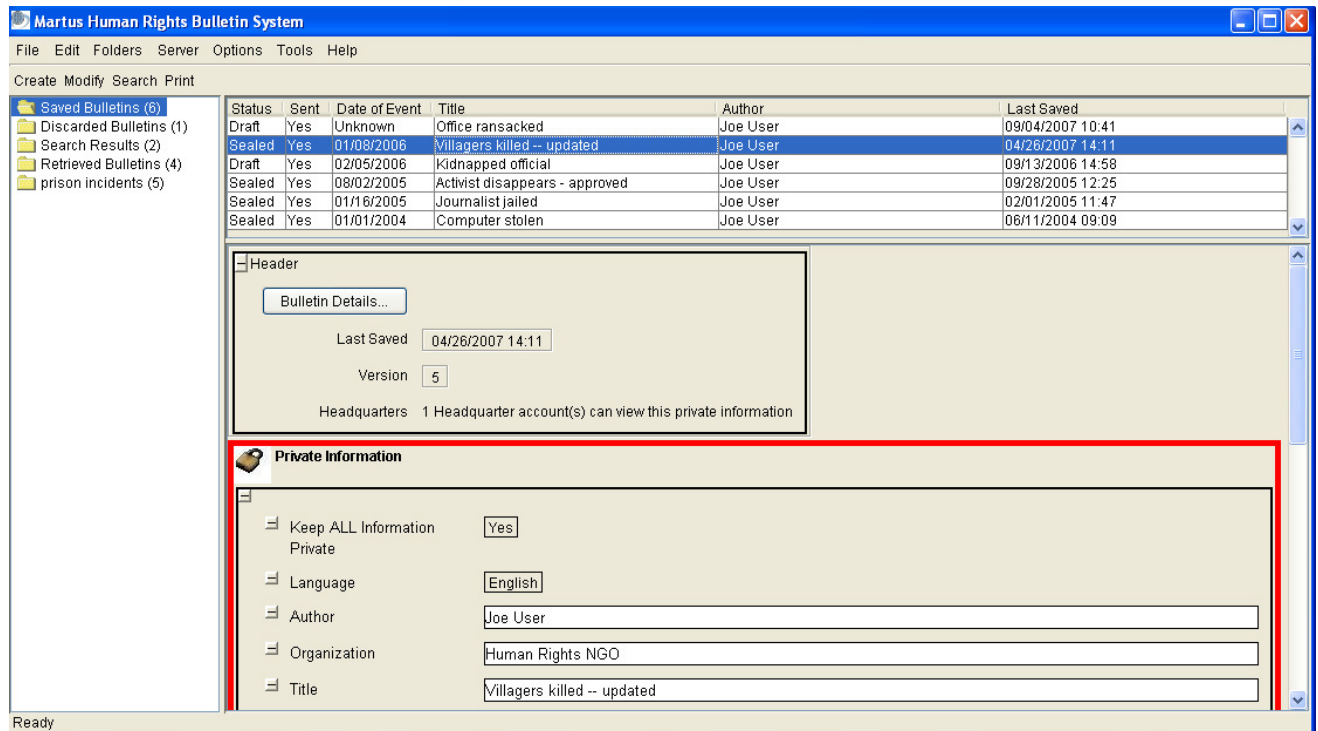 Martus Human Rights Bulletin System
File Edit Folders Server Options Tools Help
Create Modify Search Print
Saved Bulletins (6)
Discarded Bulletins (1)
Search Results (2)
Retrieved Bulletins (4)
prison incidents (5)
Status Sent Date of Event Title Author Last Saved
Draft Yes Unknown Office ransacked Joe User 09/04/2007 10:41
Sealed Yes 01/08/2006 Villagers killed -- updated Joe User 04/26/2007 14:11
Draft Yes 02/05/2006 Kidnapped official Joe User 09/13/2006 14:58
Sealed Yes 08/02/2005 Activist disappears - approved Joe User 09/28/2005 12:25
Sealed Yes 01/16/2005 Journalist jailed Joe User 02/01/2005 11:47
Sealed Yes 01/01/2004 Computer stolen Joe User 06/11/2004 09:09
Header
Bulletin Details...
Last Saved 04/26/2007 14:11
Version 5
Headquarters 1 Headquarter account(s) can view this private information
Private Information
Keep ALL Information Yes
Private
Language English
Author Joe User
Organization Human Rights NGO
Title Villagers killed -- updated
Ready